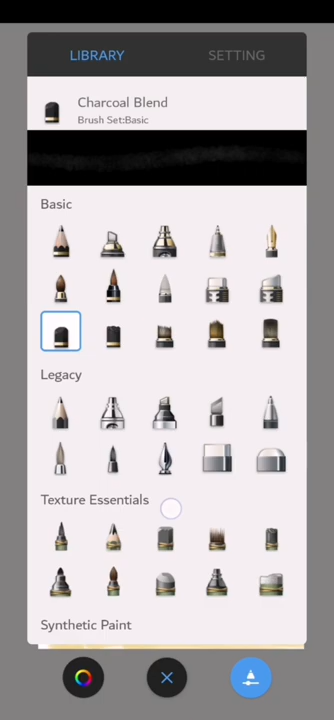 LIBRARY
SETTING
Charcoal Blend
Brush Set:Basic
Basic
Legacy
Texture Essentials
Synthetic Paint